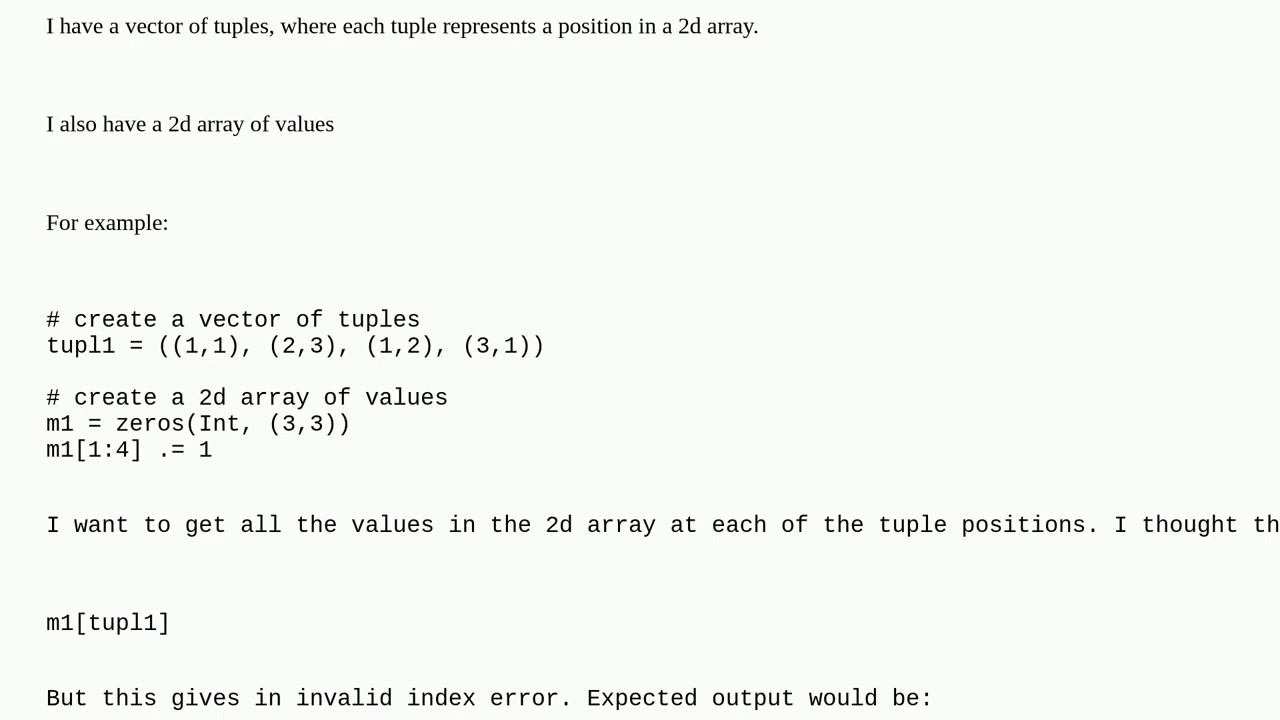 I have a vector of tuples, where each tuple represents a position in a 2d array.
I also have a 2d array of values
For example:
# create a vector of tuples
tupl1 = ((1,1), (2,3), (1,2), (3,1))
# create a 2d array of values
m1 = zeros(Int, (3,3))
m1[1:4] .= 1
I want to get all the values in the 2d array at each of the tuple positions. I thought th
m1[tupl1]
But this gives in invalid index error. Expected output would be: